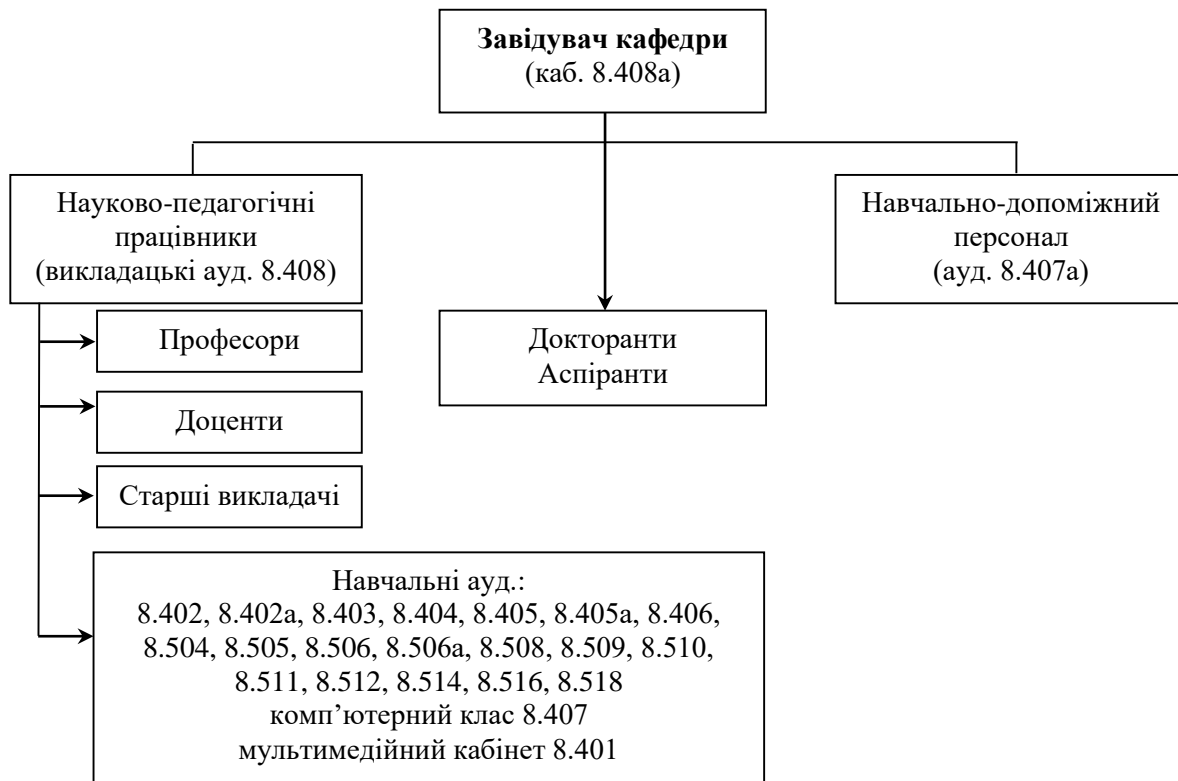 Завідувач кафедри
(каб. 8.408а)
Науково-педагогічні
працівники
(викладацькі ауд. 8.408)
Навчально-допоміжний
персонал
(ауд. 8.407а)
Професори
Докторанти
Аспіранти
Доценти
Старші викладачі
Навчальні ауд.:
8.402, 8.402а, 8.403, 8.404, 8.405, 8.405а, 8.406,
8.504, 8.505, 8.506, 8.506а, 8.508, 8.509, 8.510,
8.511, 8.512, 8.514, 8.516, 8.518
комп’ютерний клас 8.407
мультимедійний кабінет 8.401